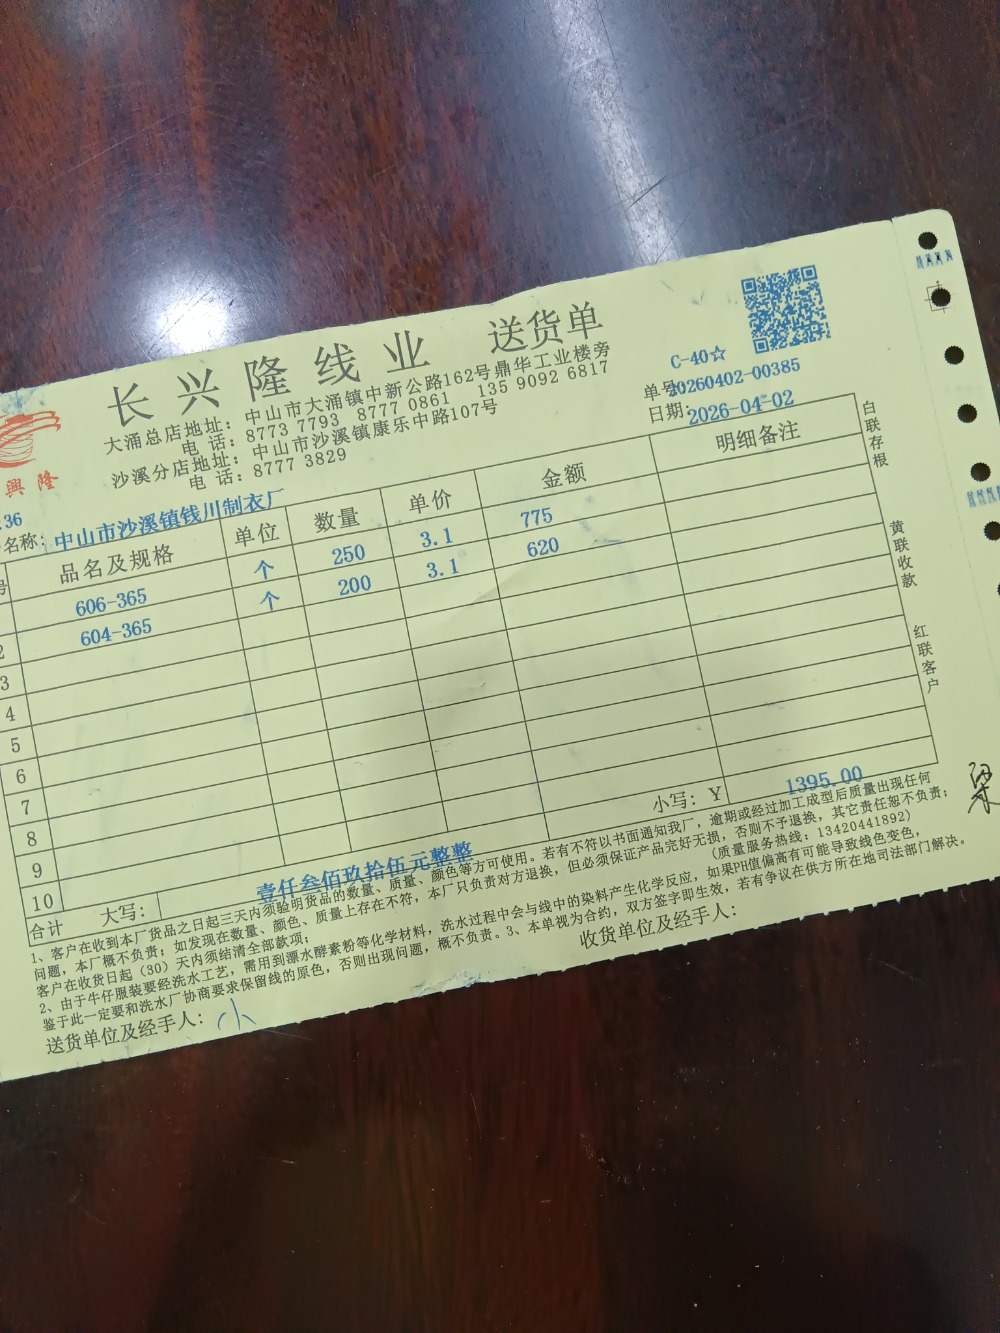 长兴隆线业 送货单
大涌总店地址：中山市大涌镇中新公路162号鼎华工业楼旁
电 话：8773 7793 8777 0861 135 9092 6817
沙溪分店地址：中山市沙溪镇康乐中路107号
电 话：8777 3829
興 隆
C-40☆
单号 20260402-00385
日期：2026-04-02
36
名称：中山市沙溪镇钱川制衣厂
号 品名及规格 单位 数量 单价 金额 明细备注
606-365 个 250 3.1 775
2 604-365 个 200 3.1 620
3
4
5
6
7
8
9
10
合计 大写：壹仟叁佰玖拾伍元整整 小写：Y 1395.00
1、客户在收到本厂货品之日起三天内须验明货品的数量、质量、颜色等方可使用。若有不符以书面通知我厂，逾期或经过加工成型后质量出现任何
问题，本厂概不负责；如发现在数量、颜色、质量上存在不符，本厂只负责对方退换，但必须保证产品完好无损，否则不予退换，其它责任恕不负责；
客户在收货日起（30）天内须结清全部款项； （质量服务热线：13420441892）
2、由于牛仔服装要经洗水工艺，需用到漂水酵素粉等化学材料，洗水过程中会与线中的染料产生化学反应，如果PH值偏高有可能导致线色变色，
鉴于此一定要和洗水厂协商要求保留线的原色，否则出现问题，概不负责。3、本单视为合约，双方签字即生效，若有争议在供方所在地司法部门解决。
送货单位及经手人：小 收货单位及经手人：
白联存根
黄联收款
红联客户